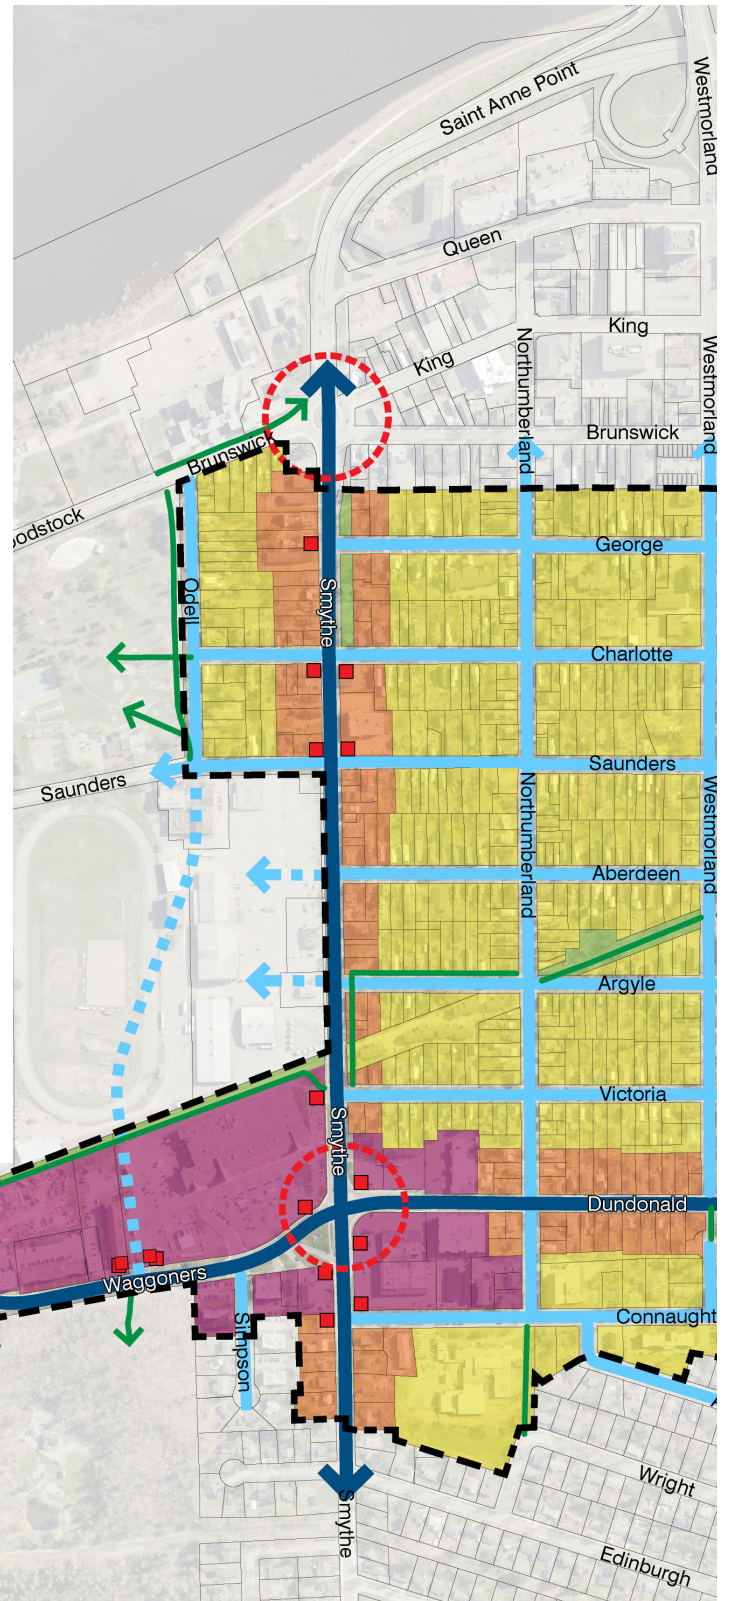 Saint Anne Point
Westmorland
Queen
King
Northumberland
King
Westmorland
Brunswick
Brunswick
oodstock
George
Odell
Smythe
Charlotte
Saunders
Saunders
Northumberland
Westmorland
Aberdeen
Argyle
Victoria
Smythe
Dundonald
Waggoners
Simpson
Connaught
Wright
Smythe
Edinburgh